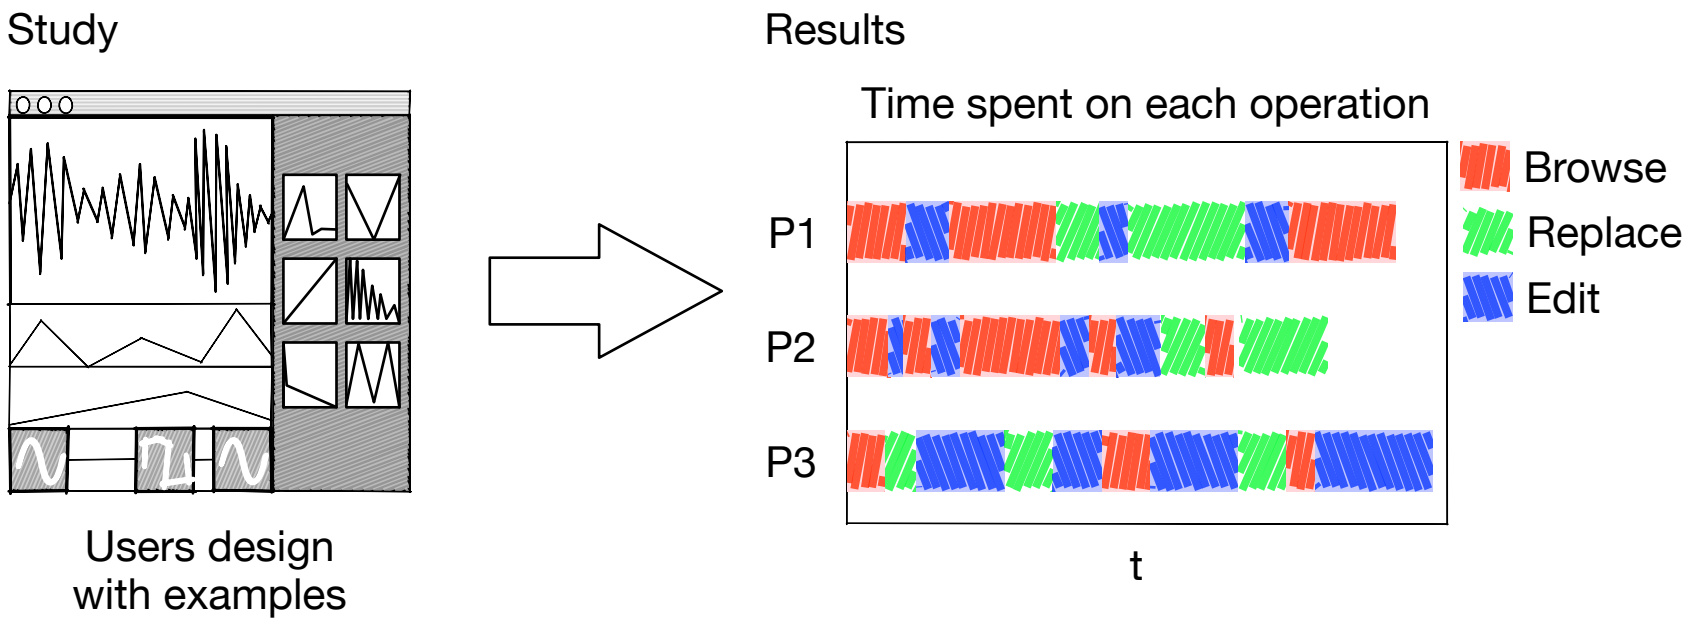 Study
Users design
with examples
Results
Time spent on each operation
P1
P2
P3
t
Browse
Replace
Edit